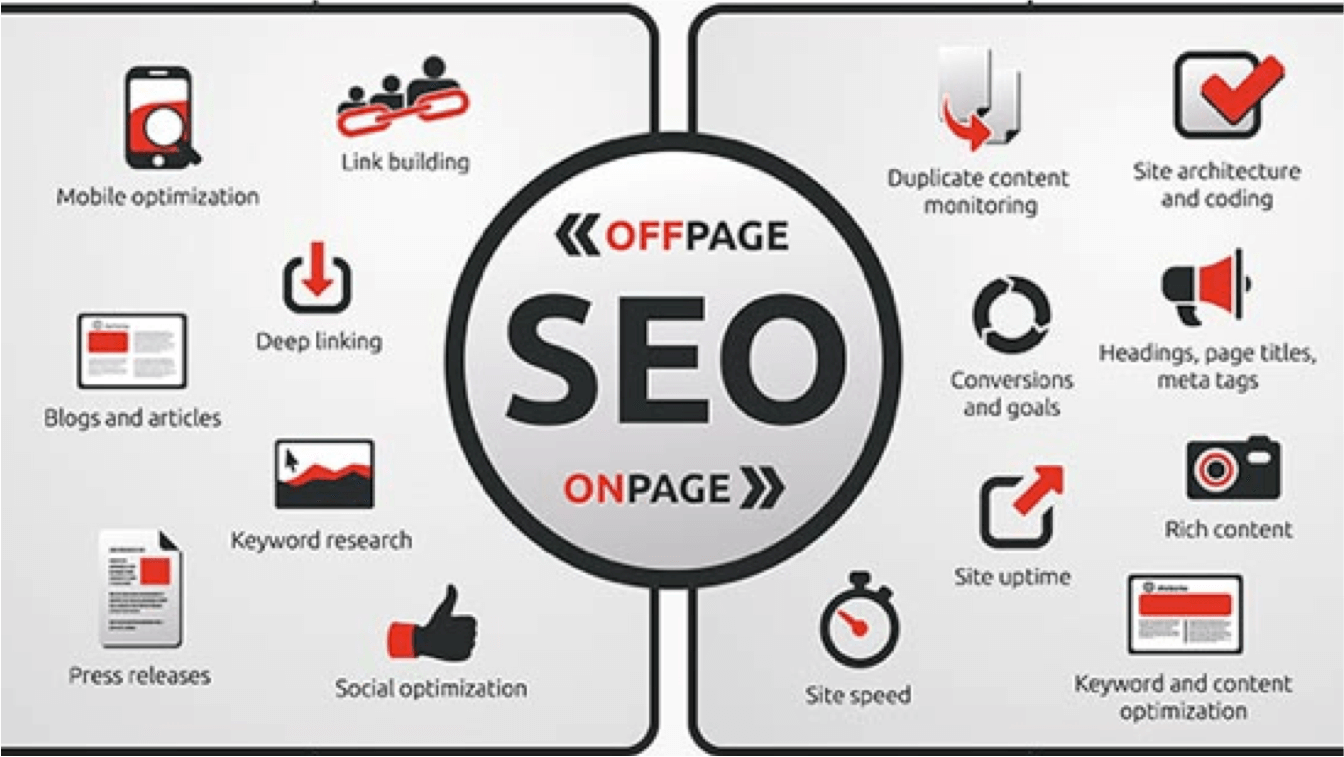 Mobile optimization
Link building
Deep linking
Blogs and articles
Keyword research
Press releases
Social optimization
OFFPAGE
SEO
ONPAGE
Duplicate content
monitoring
Site architecture
and coding
Conversions
and goals
Headings, page titles,
meta tags
Site uptime
Rich content
Site speed
Keyword and content
optimization